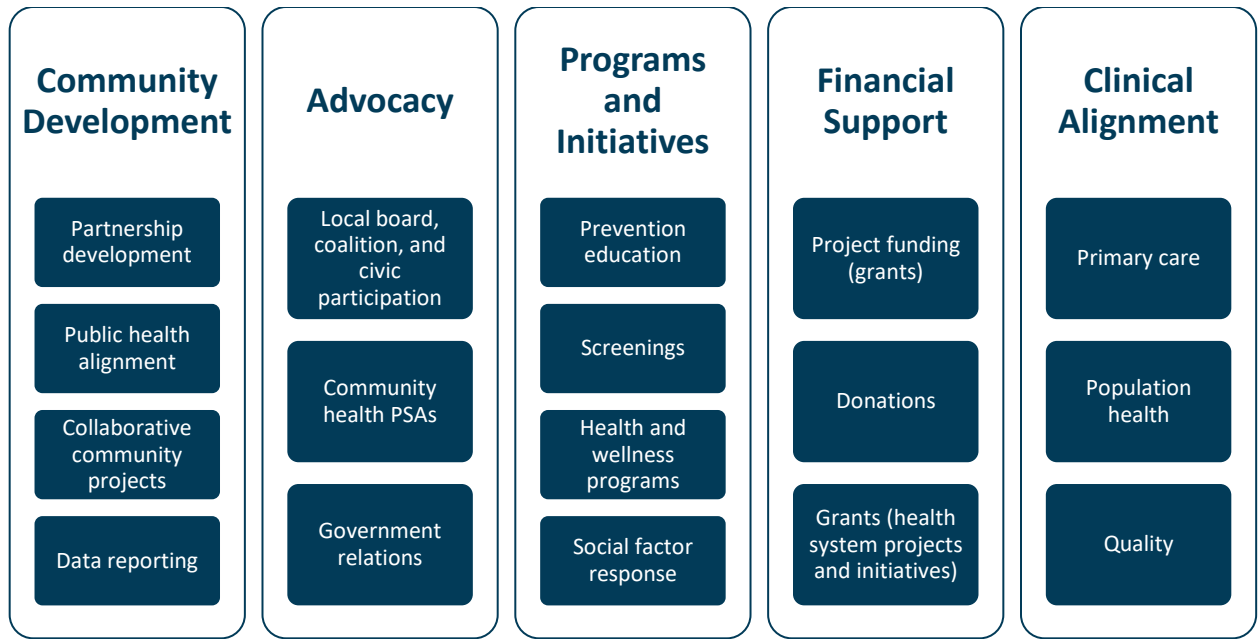 Community
Development
Partnership
development
Public health
alignment
Collaborative
community
projects
Data reporting
Advocacy
Local board,
coalition, and
civic
participation
Community
health PSAs
Government
relations
Programs
and
Initiatives
Prevention
education
Screenings
Health and
wellness
programs
Social factor
response
Financial
Support
Project funding
(grants)
Donations
Grants (health
system projects
and initiatives)
Clinical
Alignment
Primary care
Population
health
Quality